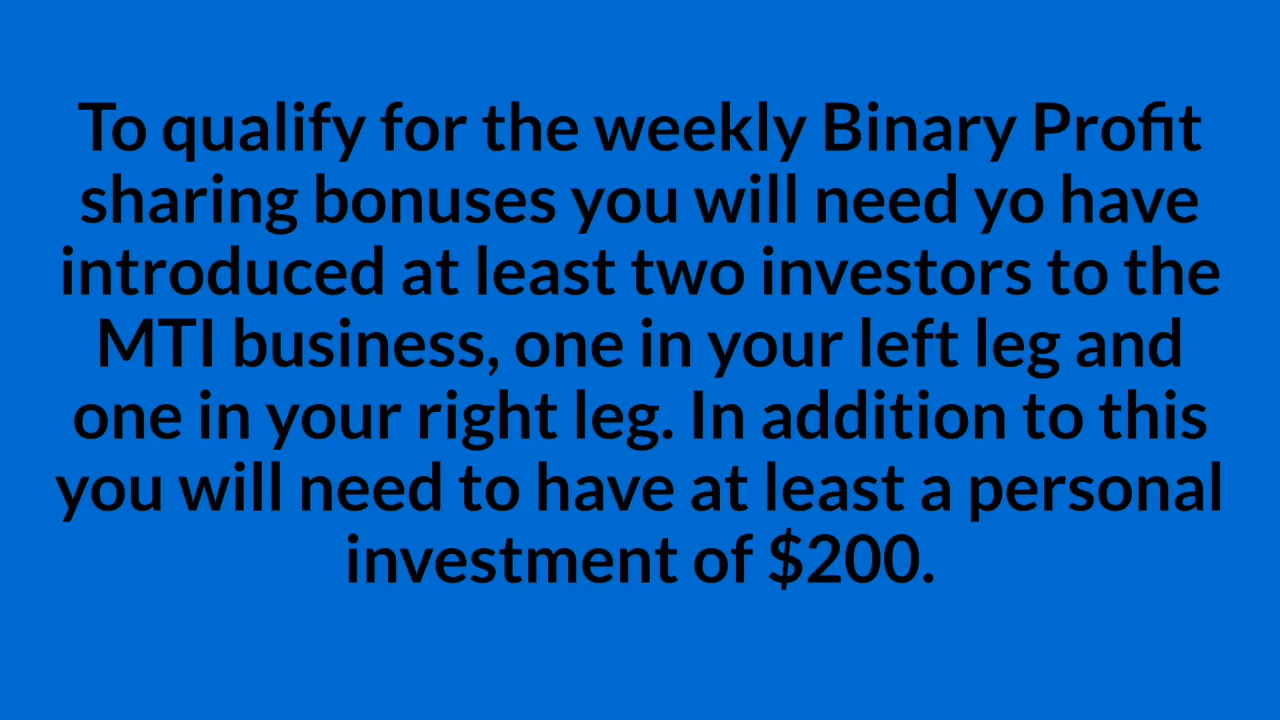 To qualify for the weekly Binary Profit
sharing bonuses you will need yo have
introduced at least two investors to the
MTI business, one in your left leg and
one in your right leg. In addition to this
you will need to have at least a personal
investment of $200.